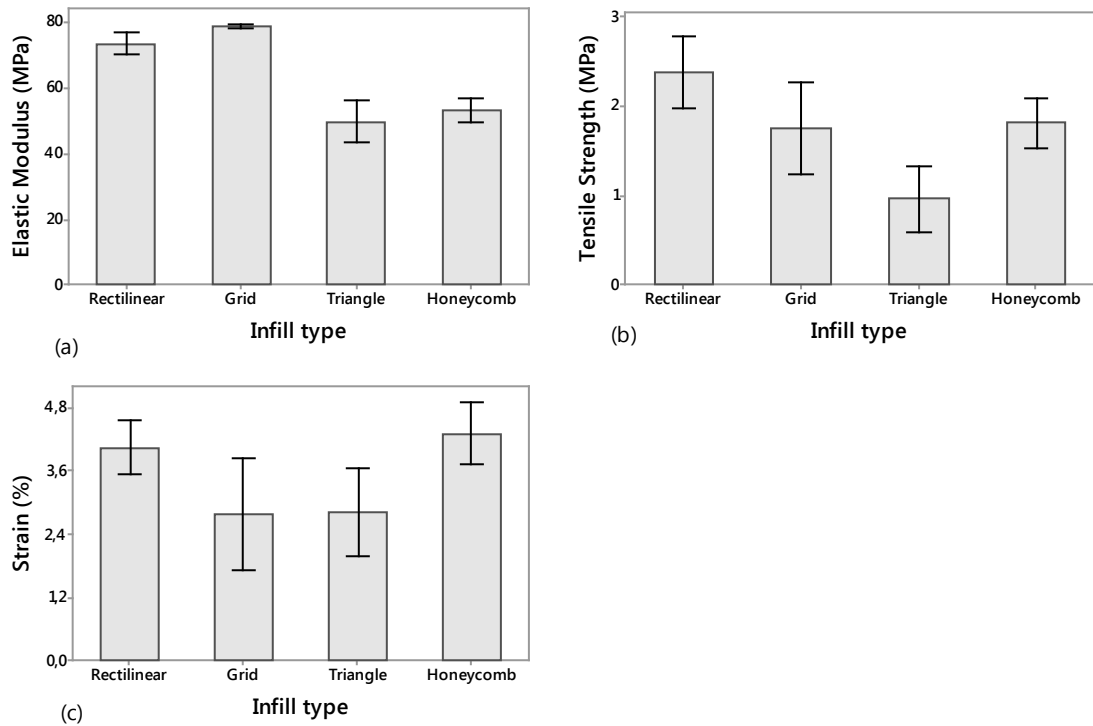 Elastic Modulus (MPa)
80
60
40
20
0
Rectilinear Grid Triangle Honeycomb
Infill type
(a)
Tensile Strength (MPa)
3
2
1
0
Rectilinear Grid Triangle Honeycomb
Infill type
(b)
Strain (%)
4,8
3,6
2,4
1,2
0,0
Rectilinear Grid Triangle Honeycomb
Infill type
(c)